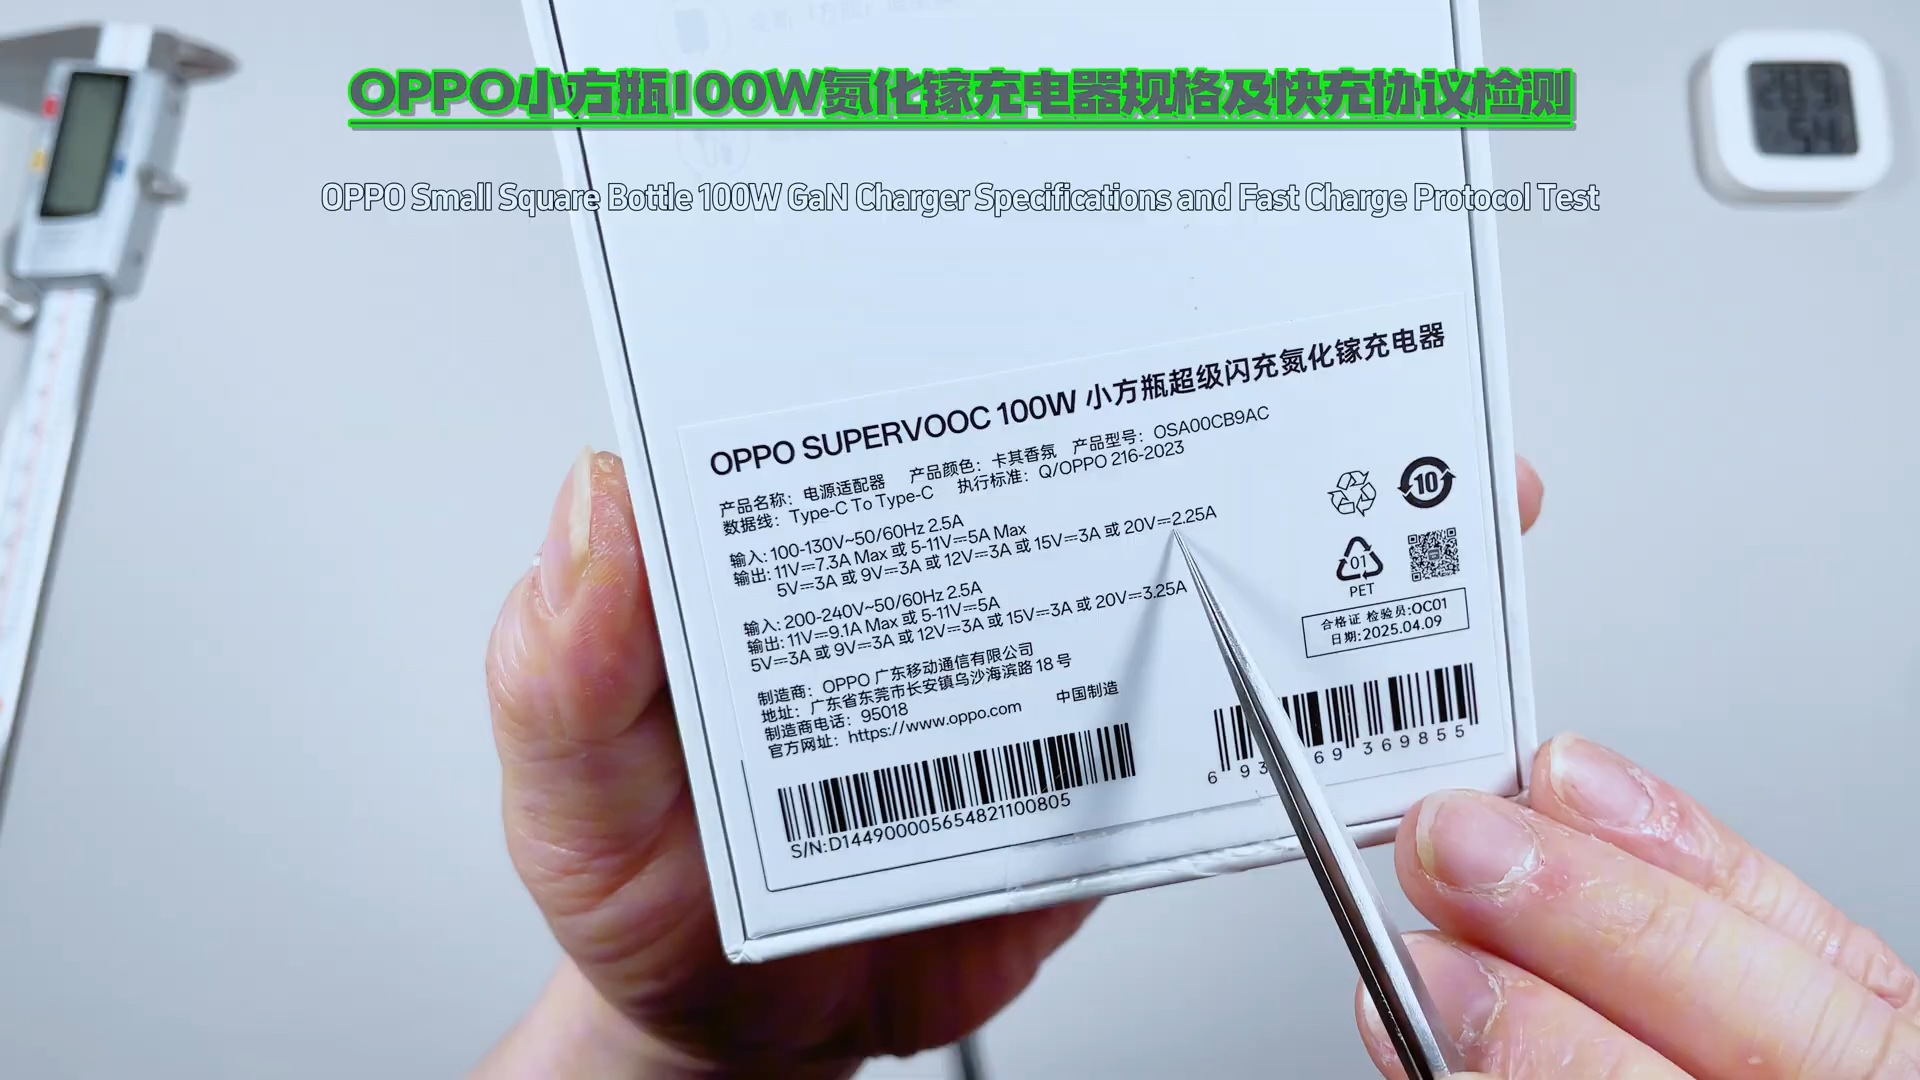 OPPO小方瓶100W氮化镓充电器规格及快充协议检测
OPPO Small Square Bottle 100W GaN Charger Specifications and Fast Charge Protocol Test
OPPO SUPERVOOC 100W 小方瓶超级闪充氮化镓充电器
产品名称：电源适配器 产品颜色：卡其香氛 产品型号：OSA00CB9AC
数据线：Type-C To Type-C 执行标准：Q/OPPO 216-2023
输入: 100-130V~50/60Hz 2.5A
输出: 11V⎓7.3A Max 或 5-11V⎓5A Max
5V⎓3A 或 9V⎓3A 或 12V⎓3A 或 15V⎓3A 或 20V⎓2.25A
输入: 200-240V~50/60Hz 2.5A
输出: 11V⎓9.1A Max 或 5-11V⎓5A
5V⎓3A 或 9V⎓3A 或 12V⎓3A 或 15V⎓3A 或 20V⎓3.25A
制造商：OPPO 广东移动通信有限公司
地址：广东省东莞市长安镇乌沙海滨路 18 号
制造商电话：95018
官方网址：https://www.oppo.com 中国制造
10
01
PET
合格证 检验员:OC01
日期:2025.04.09
S/N:D1449000056548211​00805
6 93 69 369855